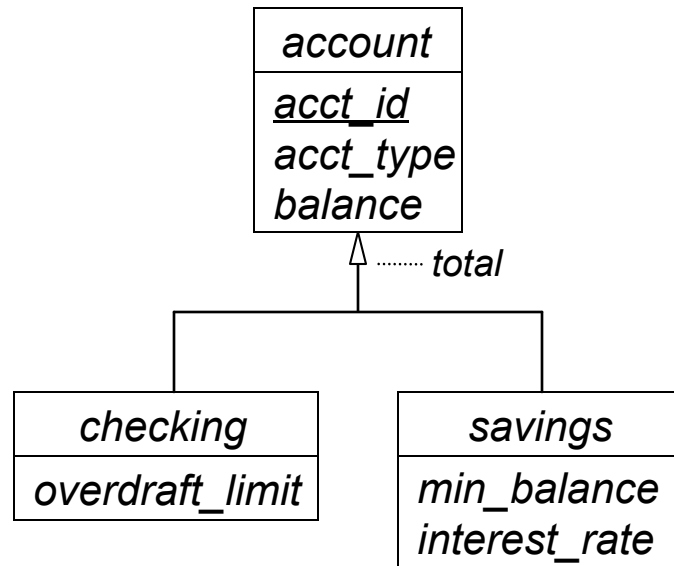 account
acct_id
acct_type
balance
total
checking
overdraft_limit
savings
min_balance
interest_rate